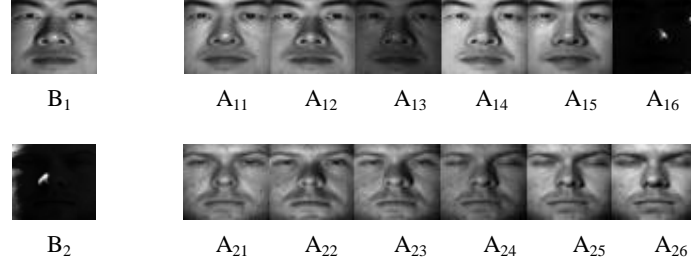 B₁ A₁₁ A₁₂ A₁₃ A₁₄ A₁₅ A₁₆
B₂ A₂₁ A₂₂ A₂₃ A₂₄ A₂₅ A₂₆